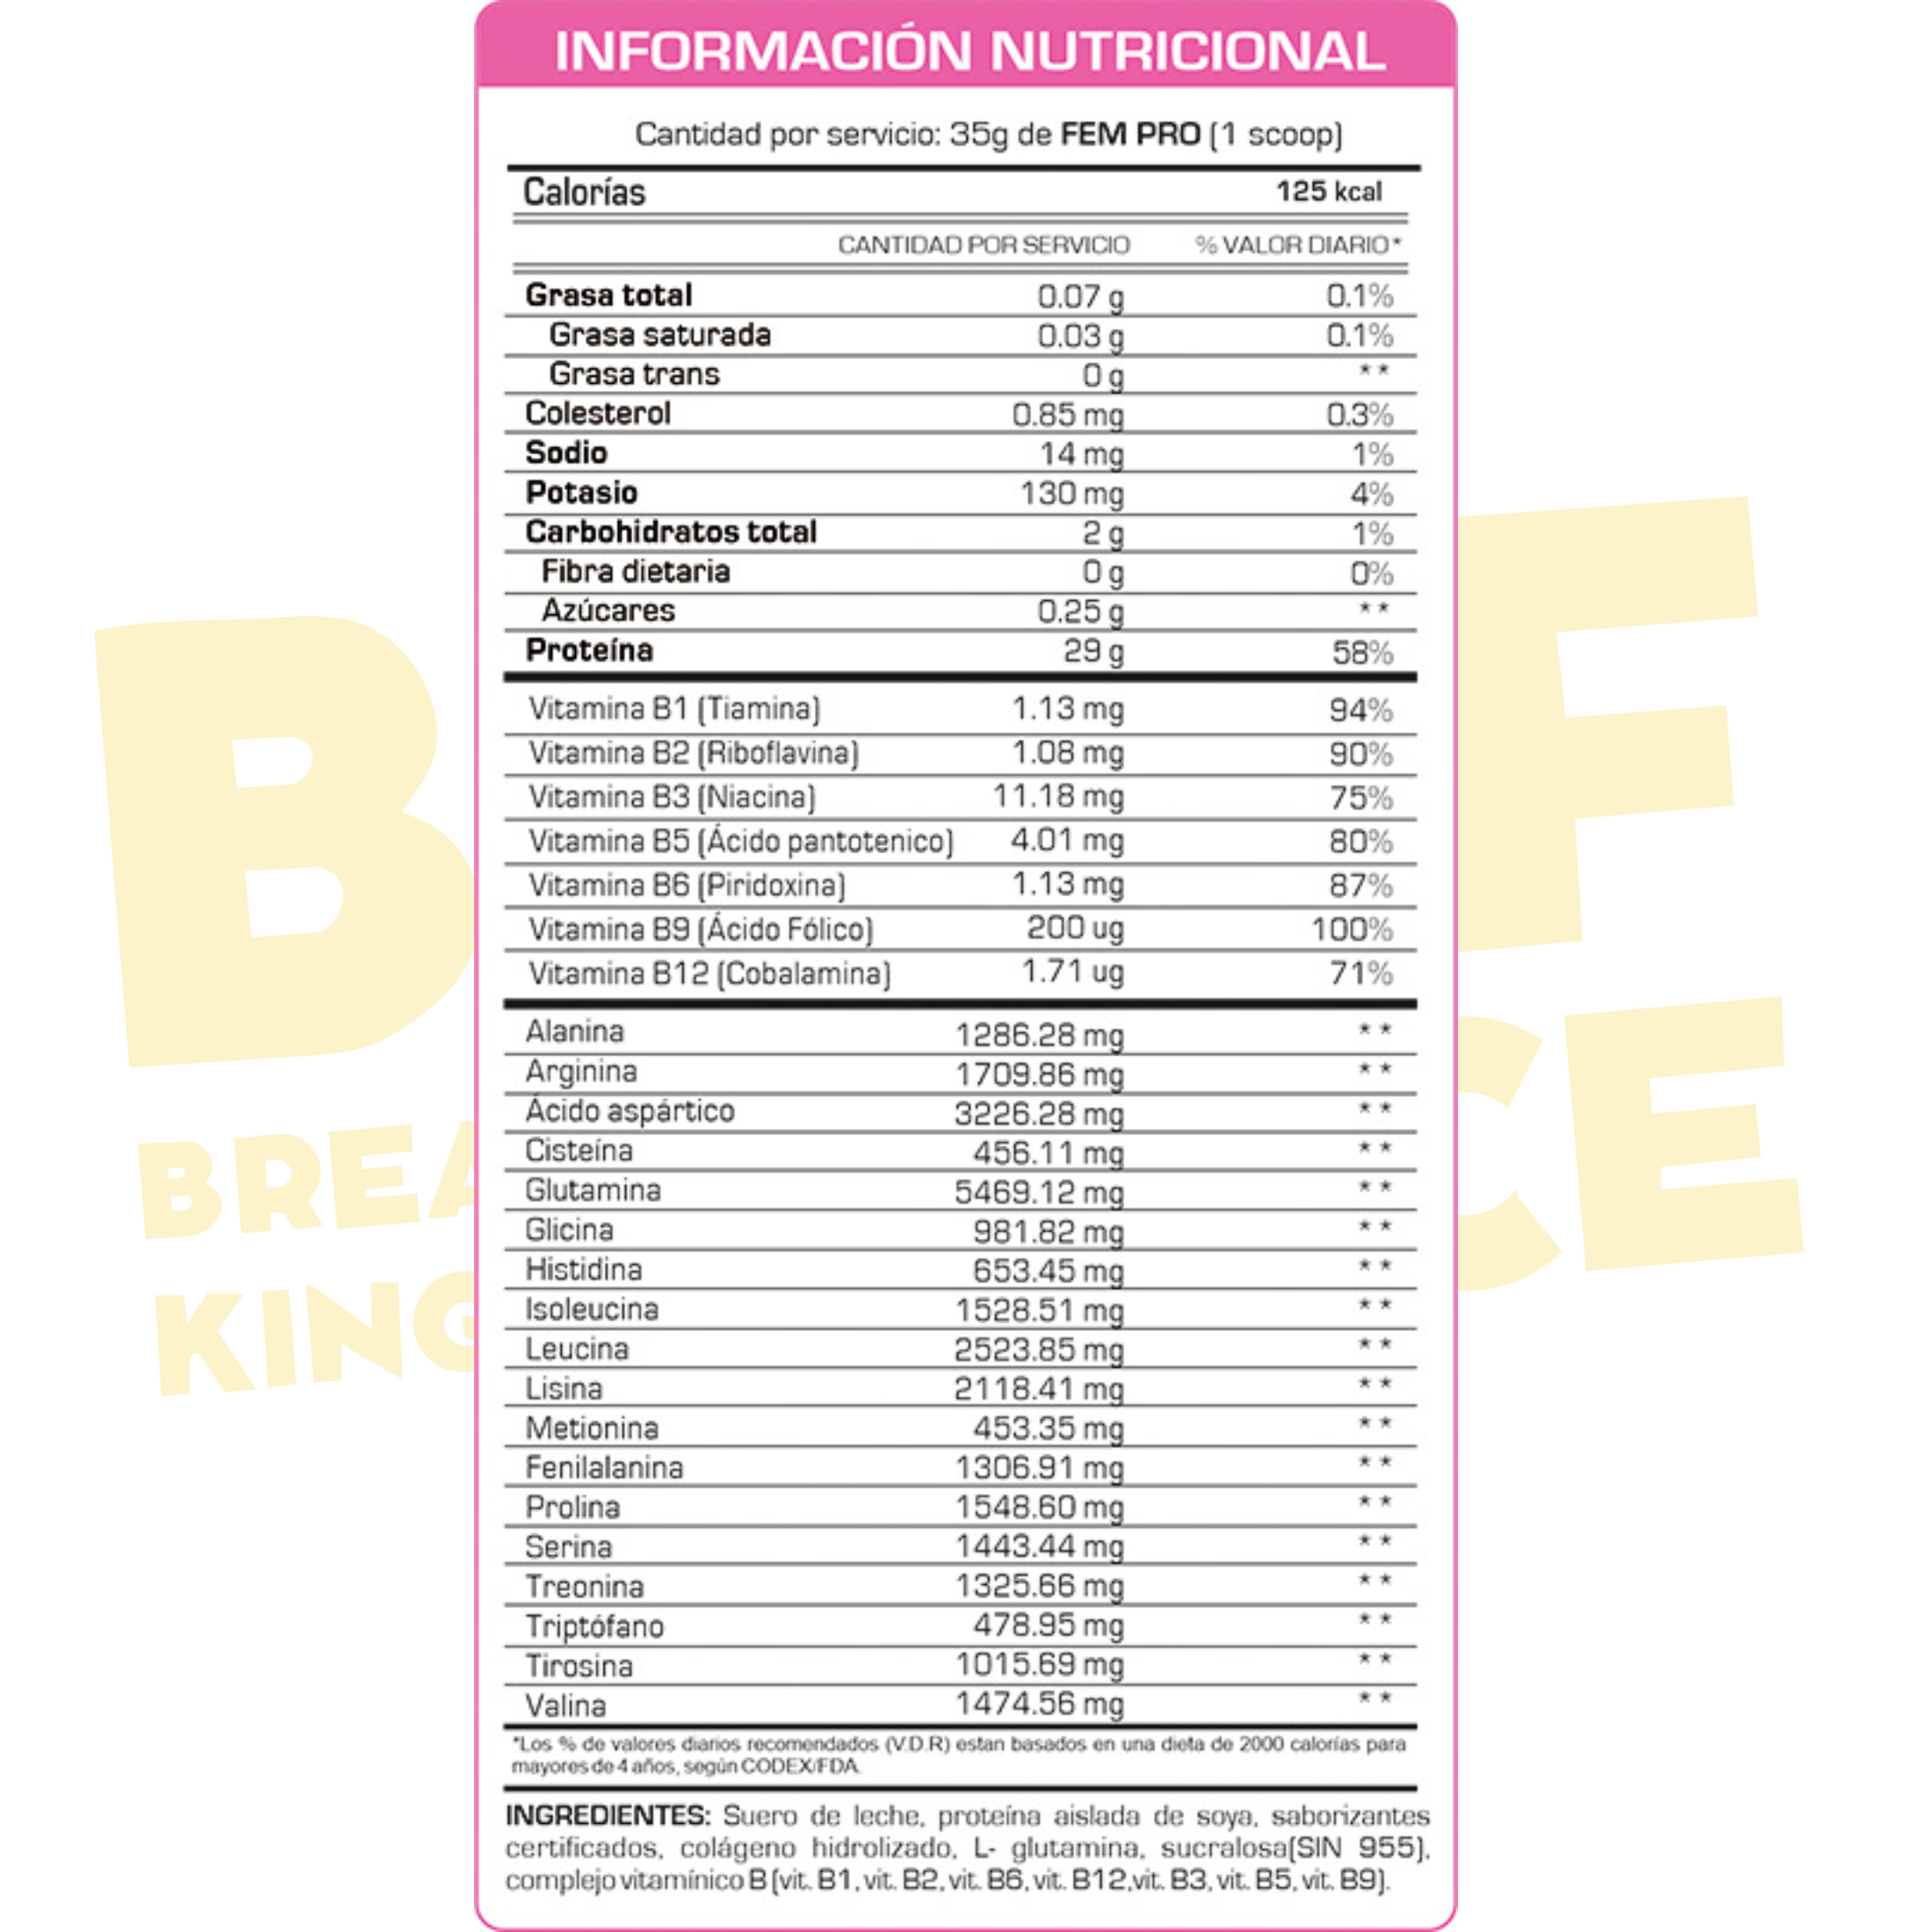 INFORMACIÓN NUTRICIONAL
Cantidad por servicio: 35g de FEM PRO (1 scoop)
Calorías 125 kcal
CANTIDAD POR SERVICIO % VALOR DIARIO*
Grasa total 0.07 g 0.1%
Grasa saturada 0.03 g 0.1%
Grasa trans 0 g **
Colesterol 0.85 mg 0.3%
Sodio 14 mg 1%
Potasio 130 mg 4%
Carbohidratos total 2 g 1%
Fibra dietaria 0 g 0%
Azúcares 0.25 g **
Proteína 29 g 58%
Vitamina B1 (Tiamina) 1.13 mg 94%
Vitamina B2 (Riboflavina) 1.08 mg 90%
Vitamina B3 (Niacina) 11.18 mg 75%
Vitamina B5 (Ácido pantotenico) 4.01 mg 80%
Vitamina B6 (Piridoxina) 1.13 mg 87%
Vitamina B9 (Ácido Fólico) 200 ug 100%
Vitamina B12 (Cobalamina) 1.71 ug 71%
Alanina 1286.28 mg **
Arginina 1709.86 mg **
Ácido aspártico 3226.28 mg **
Cisteína 456.11 mg **
Glutamina 5469.12 mg **
Glicina 981.82 mg **
Histidina 653.45 mg **
Isoleucina 1528.51 mg **
Leucina 2523.85 mg **
Lisina 2118.41 mg **
Metionina 453.35 mg **
Fenilalanina 1306.91 mg **
Prolina 1548.60 mg **
Serina 1443.44 mg **
Treonina 1325.66 mg **
Triptófano 478.95 mg **
Tirosina 1015.69 mg **
Valina 1474.56 mg **
*Los % de valores diarios recomendados (V.D.R) estan basados en una dieta de 2000 calorías para
mayores de 4 años, según CODEX/FDA.
INGREDIENTES: Suero de leche, proteína aislada de soya, saborizantes
certificados, colágeno hidrolizado, L- glutamina, sucralosa(SIN 955),
complejo vitamínico B (vit. B1, vit. B2, vit. B6, vit. B12,vit. B3, vit. B5, vit. B9).